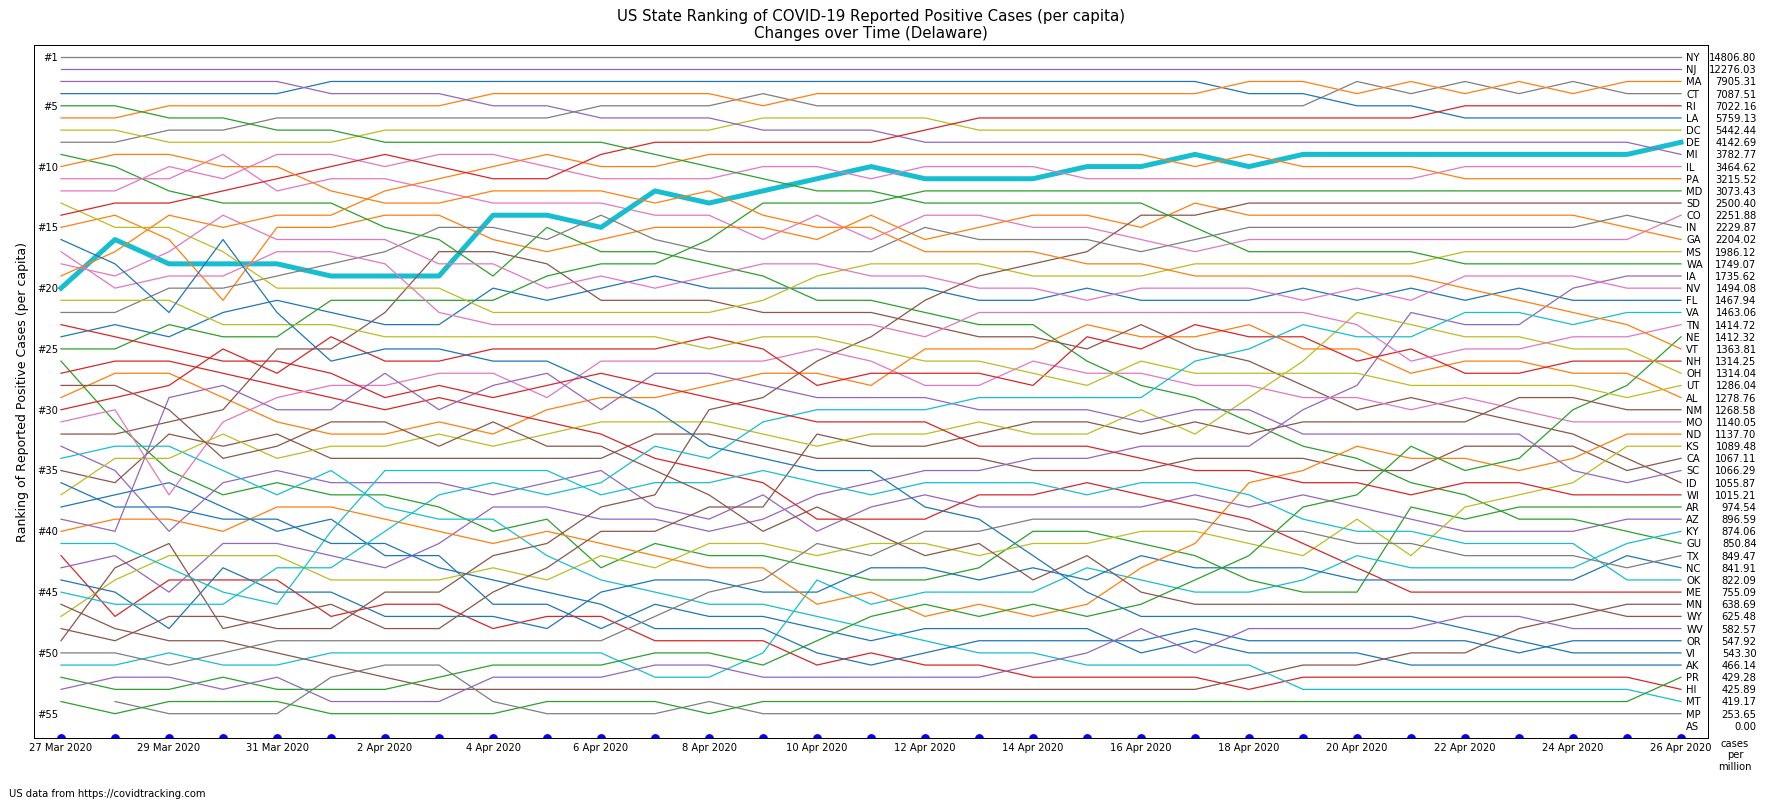 US State Ranking of COVID-19 Reported Positive Cases (per capita)
Changes over Time (Delaware)
Ranking of Reported Positive Cases (per capita)
#1
#5
#10
#15
#20
#25
#30
#35
#40
#45
#50
#55
NY 14806.80
NJ 12276.03
MA 7905.31
CT 7087.51
RI 7022.16
LA 5759.13
DC 5442.44
DE 4142.69
MI 3782.77
IL 3464.62
PA 3215.52
MD 3073.43
SD 2500.40
CO 2251.88
IN 2229.87
GA 2204.02
MS 1986.12
WA 1749.07
IA 1735.62
NV 1494.08
FL 1467.94
VA 1463.06
TN 1414.72
NE 1412.32
VT 1363.81
NH 1314.25
OH 1314.04
UT 1286.04
AL 1278.76
NM 1268.58
MO 1140.05
ND 1137.70
KS 1089.48
CA 1067.11
SC 1066.29
ID 1055.87
WI 1015.21
AR 974.54
AZ 896.59
KY 874.06
GU 850.84
TX 849.47
NC 841.91
OK 822.09
ME 755.09
MN 638.69
WY 625.48
WV 582.57
OR 547.92
VI 543.30
AK 466.14
PR 429.28
HI 425.89
MT 419.17
MP 253.65
AS 0.00
27 Mar 2020 29 Mar 2020 31 Mar 2020 2 Apr 2020 4 Apr 2020 6 Apr 2020 8 Apr 2020 10 Apr 2020 12 Apr 2020 14 Apr 2020 16 Apr 2020 18 Apr 2020 20 Apr 2020 22 Apr 2020 24 Apr 2020 26 Apr 2020
cases
per
million
US data from https://covidtracking.com